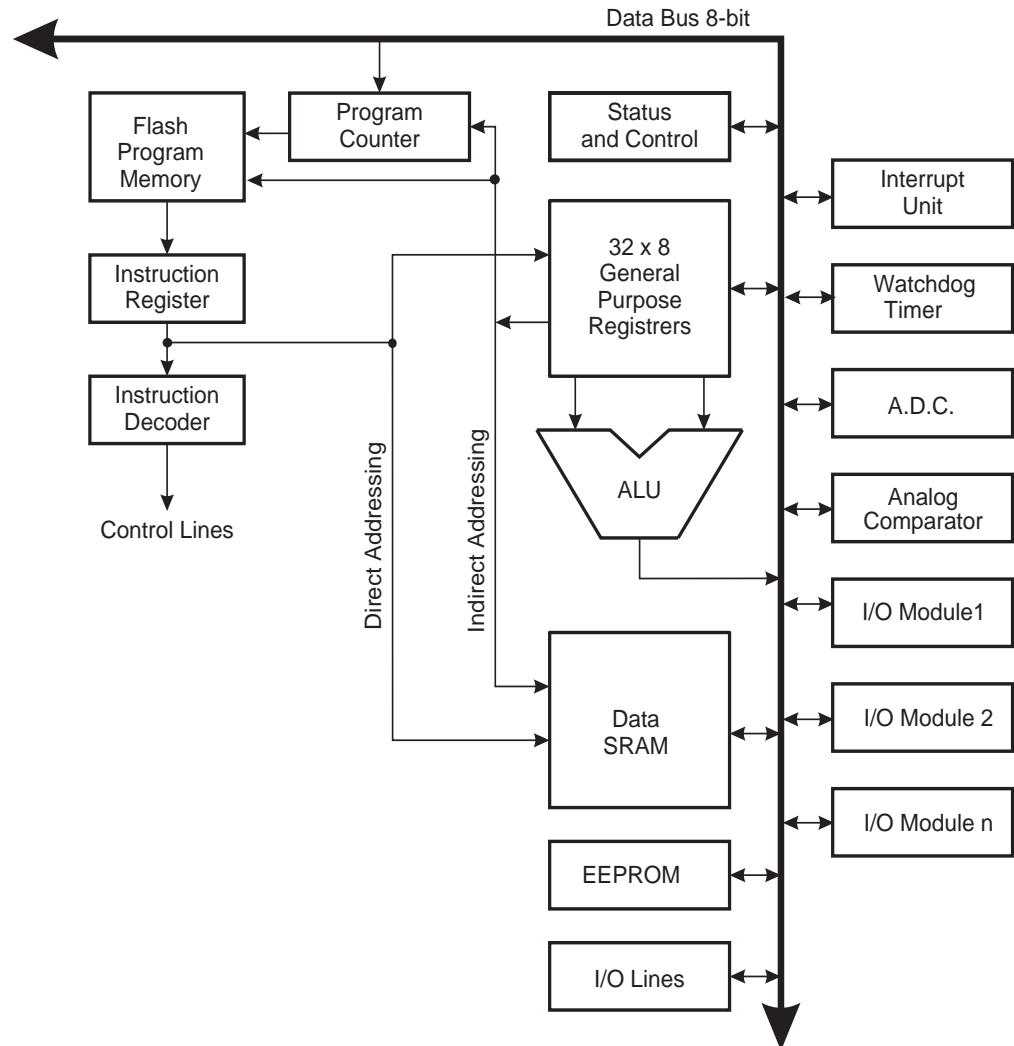 Data Bus 8-bit
Flash
Program
Memory
Program
Counter
Status
and Control
Interrupt
Unit
32 x 8
General
Purpose
Registrers
Instruction
Register
Watchdog
Timer
Instruction
Decoder
A.D.C.
Direct Addressing
Indirect Addressing
ALU
Analog
Comparator
Control Lines
I/O Module1
Data
SRAM
I/O Module 2
I/O Module n
EEPROM
I/O Lines